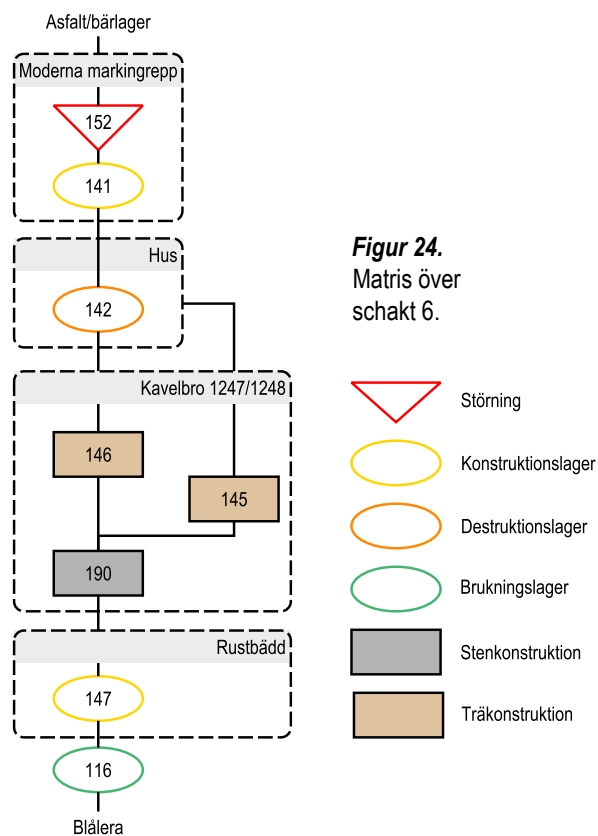 Asfalt/bärlager
Moderna markingrepp
152
141
Hus
142
Kavelbro 1247/1248
146
145
190
Rustbädd
147
116
Blålera
Figur 24.
Matris över
schakt 6.
Störning
Konstruktionslager
Destruktionslager
Brukningslager
Stenkonstruktion
Träkonstruktion